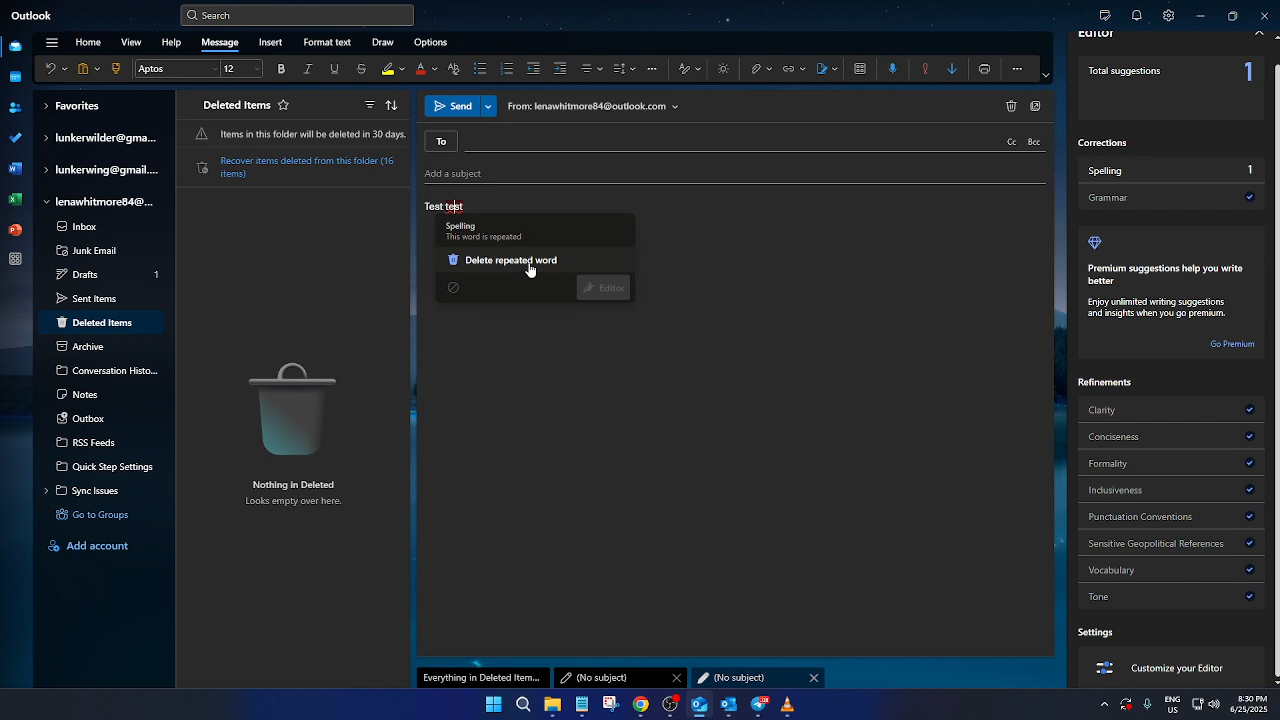 Outlook
Search
Home View Help Message Insert Format text Draw Options
Aptos 12
Favorites
lunkerwilder@gma...
lunkerwing@gmail....
lenawhitmore84@...
Inbox
Junk Email
Drafts 1
Sent Items
Deleted Items
Archive
Conversation Histo...
Notes
Outbox
RSS Feeds
Quick Step Settings
Sync Issues
Go to Groups
Add account
Deleted Items
Items in this folder will be deleted in 30 days.
Recover items deleted from this folder (16
items)
Nothing in Deleted
Looks empty over here.
Send From: lenawhitmore84@outlook.com
To Cc Bcc
Add a subject
Test test
Spelling
This word is repeated
Delete repeated word
Editor
Everything in Deleted Item...
(No subject)
(No subject)
Editor
Total suggestions 1
Corrections
Spelling 1
Grammar
Premium suggestions help you write
better
Enjoy unlimited writing suggestions
and insights when you go premium.
Go Premium
Refinements
Clarity
Conciseness
Formality
Inclusiveness
Punctuation Conventions
Sensitive Geopolitical References
Vocabulary
Tone
Settings
Customize your Editor
ENG
US
8:30 PM
6/25/2025